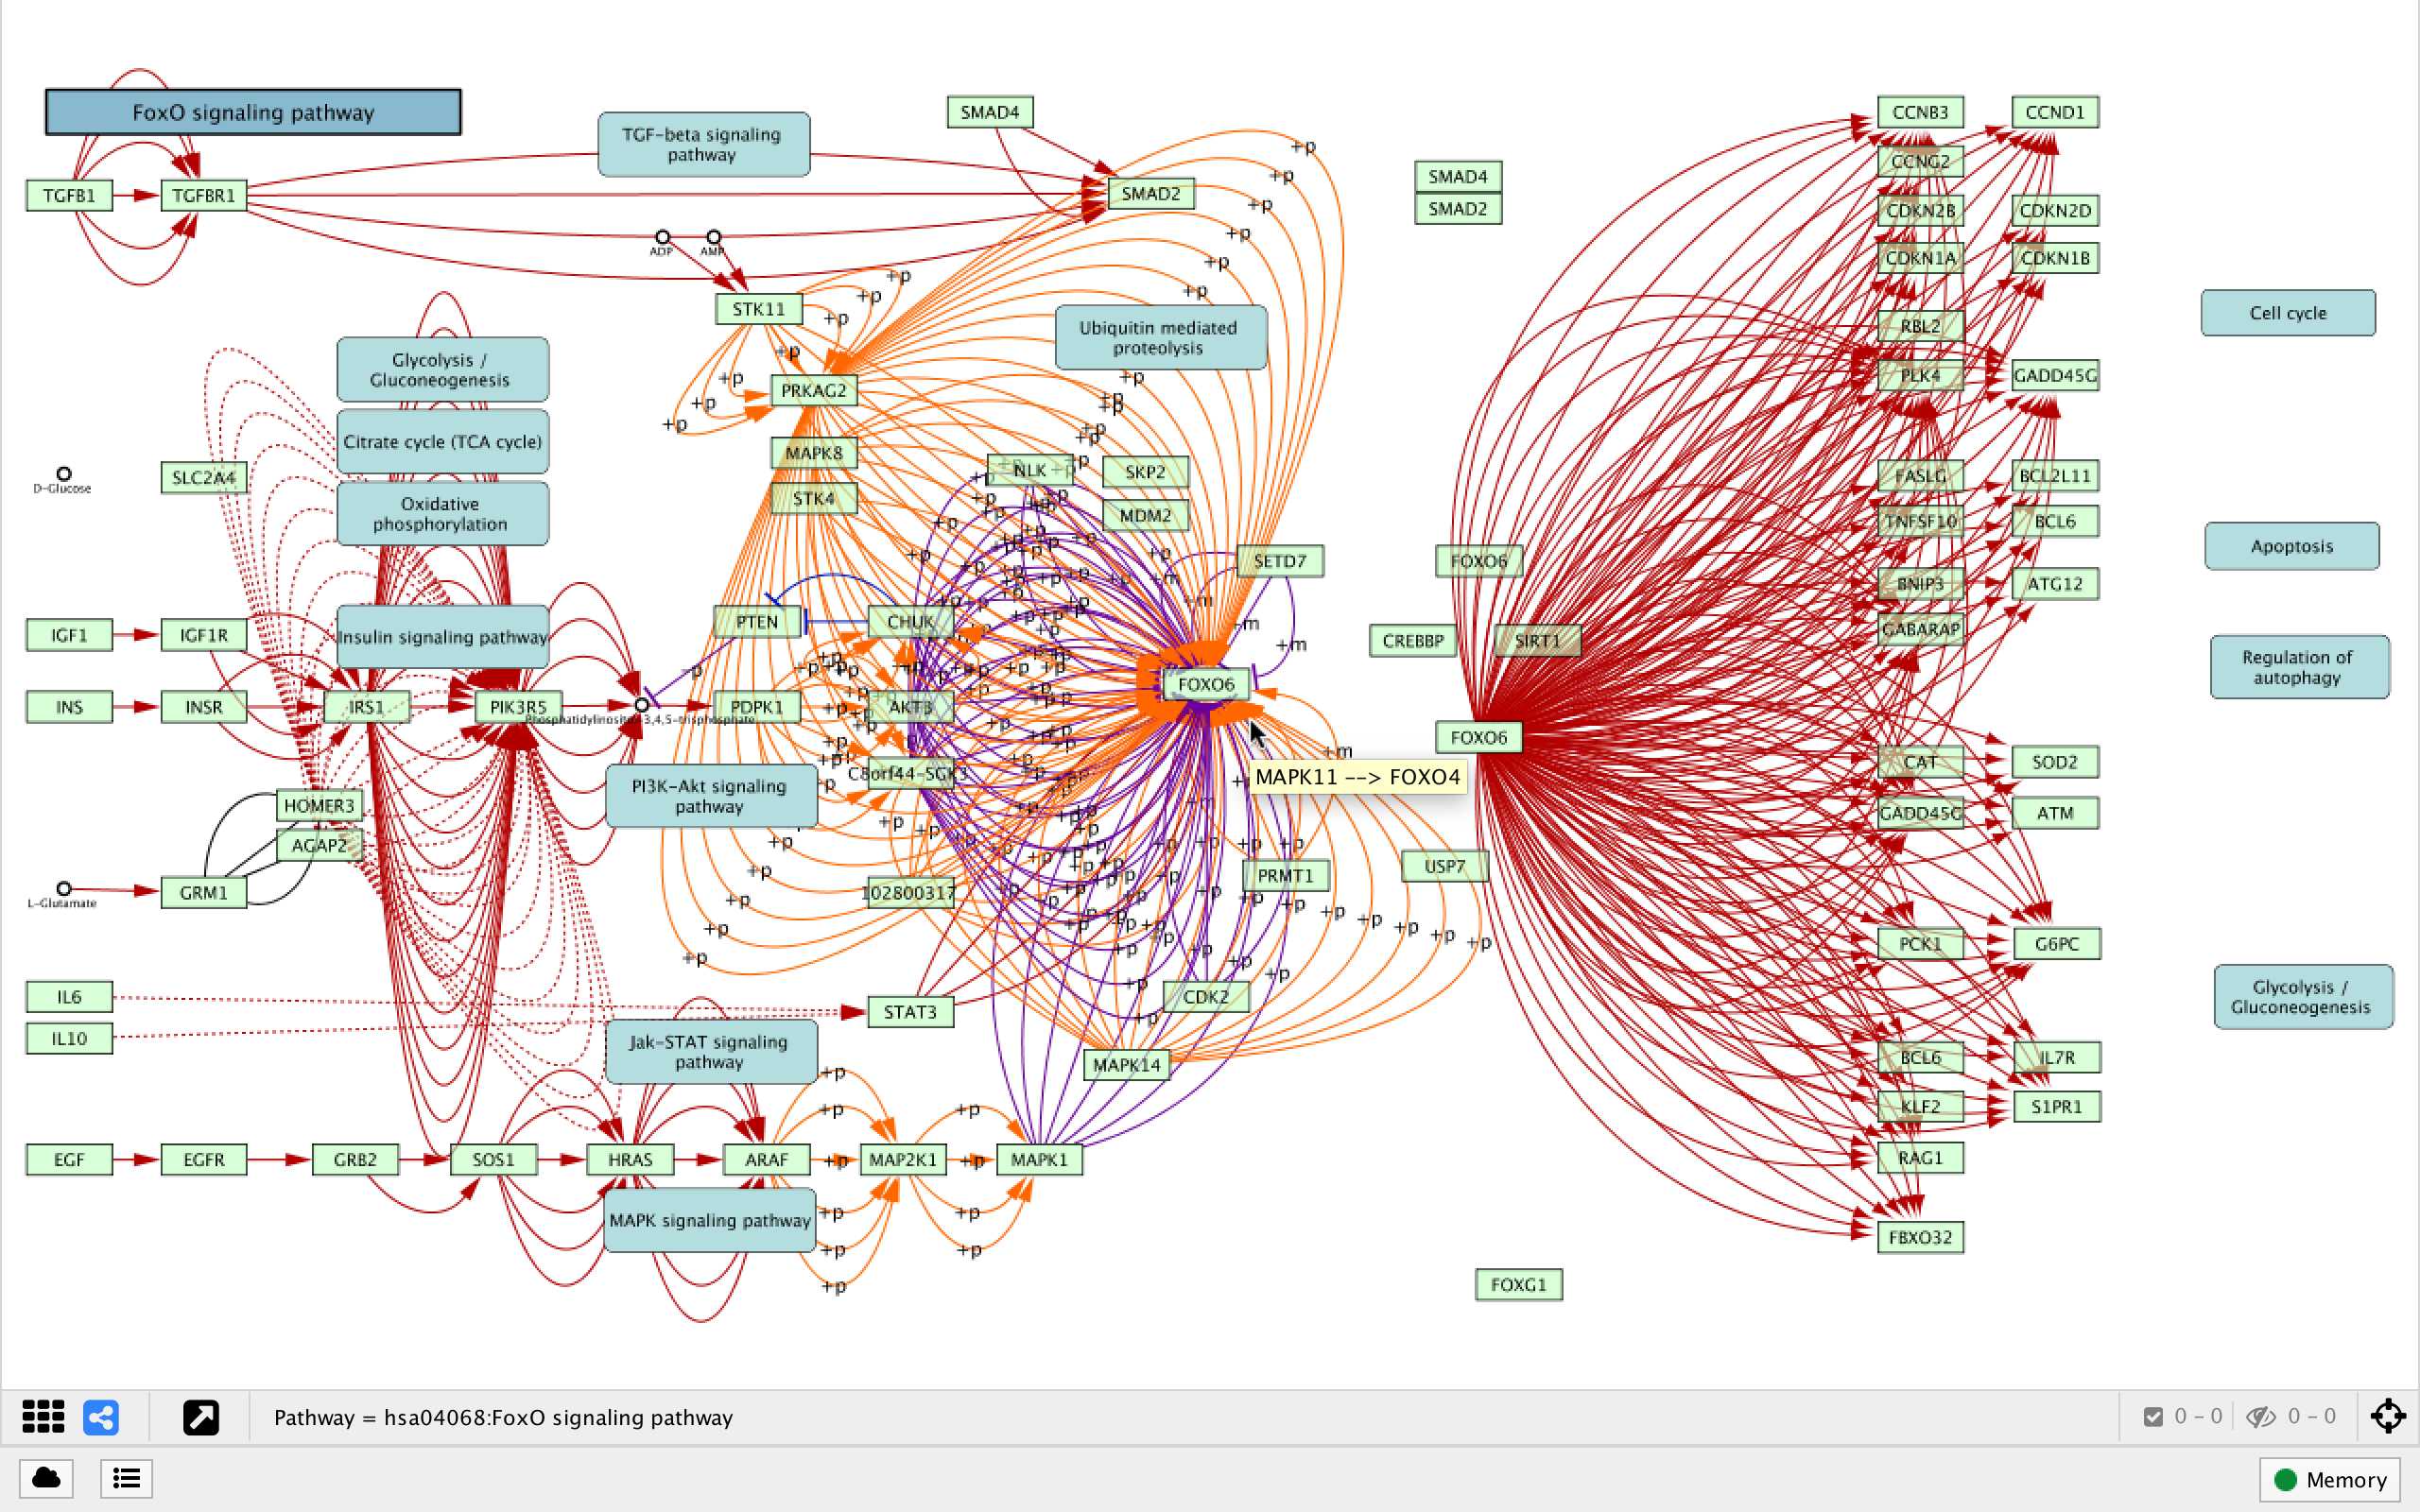 FoxO signaling pathway
TGF-beta signaling
pathway
SMAD4
CCNB3
CCND1
+p
CCNG2
+p
SMAD4
TGFB1
TGFBR1
SMAD2
+p
SMAD2
CDKN2B
CDKN2D
ADP
AMP
+p
CDKN1A
CDKN1B
+p
+p
+p
+p
STK11
+p
Cell cycle
Ubiquitin mediated
proteolysis
RBL2
Glycolysis /
Gluconeogenesis
+p
+p
+p
PRKAG2
PLK4
GADD45G
+p
+p
Citrate cycle (TCA cycle)
MAPK8
D-Glucose
SLC2A4
NLK
SKP2
FASLG
BCL2L11
STK4
Oxidative
phosphorylation
MDM2
TNFSF10
BCL6
+p
+p
Apoptosis
SETD7
FOXO6
+m
BNIP3
ATG12
PTEN
CHUK
GABARAP
IGF1
IGF1R
Insulin signaling pathway
CREBBP
SIRT1
+m
Regulation of
autophagy
-p
FOXO6
INS
INSR
IRS1
PIK3R5
PDPK1
AKT3
Phosphatidylinositol-3,4,5-trisphosphate
FOXO6
+m
CAT
SOD2
C8orf44-SGK3
MAPK11 --> FOXO4
PI3K-Akt signaling
pathway
HOMER3
GADD45G
ATM
+p
+p
AGAP2
+p
+p
USP7
PRMT1
L-Glutamate
GRM1
102800317
+p
+p
+p
+p
+p
+p
+p
+p
PCK1
G6PC
+p
+p
IL6
CDK2
Glycolysis /
Gluconeogenesis
STAT3
+p
IL10
Jak-STAT signaling
pathway
MAPK14
BCL6
IL7R
+p
+p
+p
KLF2
S1PR1
EGF
EGFR
GRB2
SOS1
HRAS
ARAF
+p
MAP2K1
+p
MAPK1
RAG1
MAPK signaling pathway
+p
+p
+p
+p
FBXO32
+p
FOXG1
Pathway = hsa04068:FoxO signaling pathway
0 - 0
0 - 0
Memory